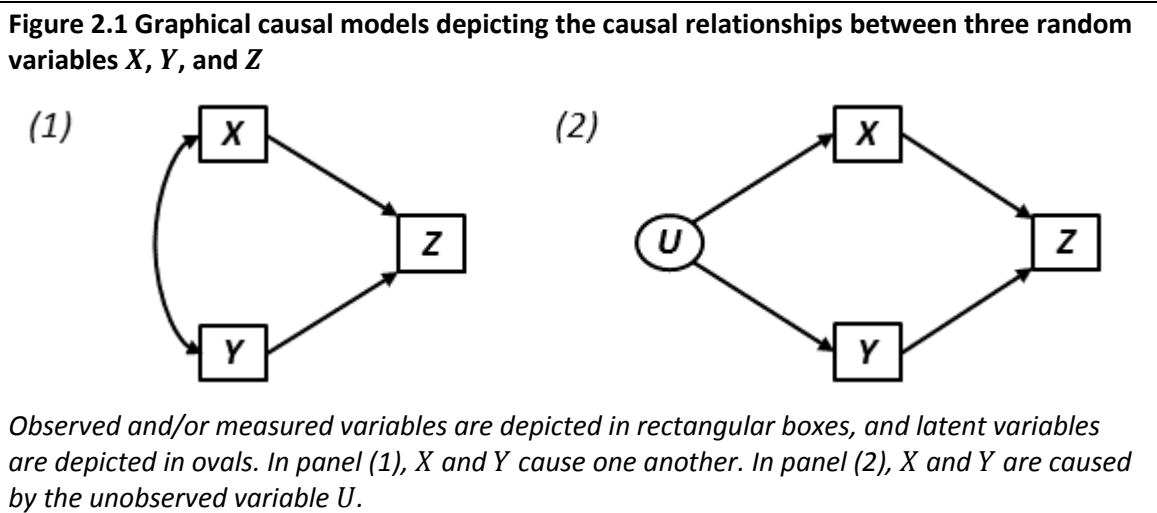 Figure 2.1 Graphical causal models depicting the causal relationships between three random
variables X, Y, and Z
(1)
X
Z
Y
(2)
X
U
Z
Y
Observed and/or measured variables are depicted in rectangular boxes, and latent variables
are depicted in ovals. In panel (1), X and Y cause one another. In panel (2), X and Y are caused
by the unobserved variable U.